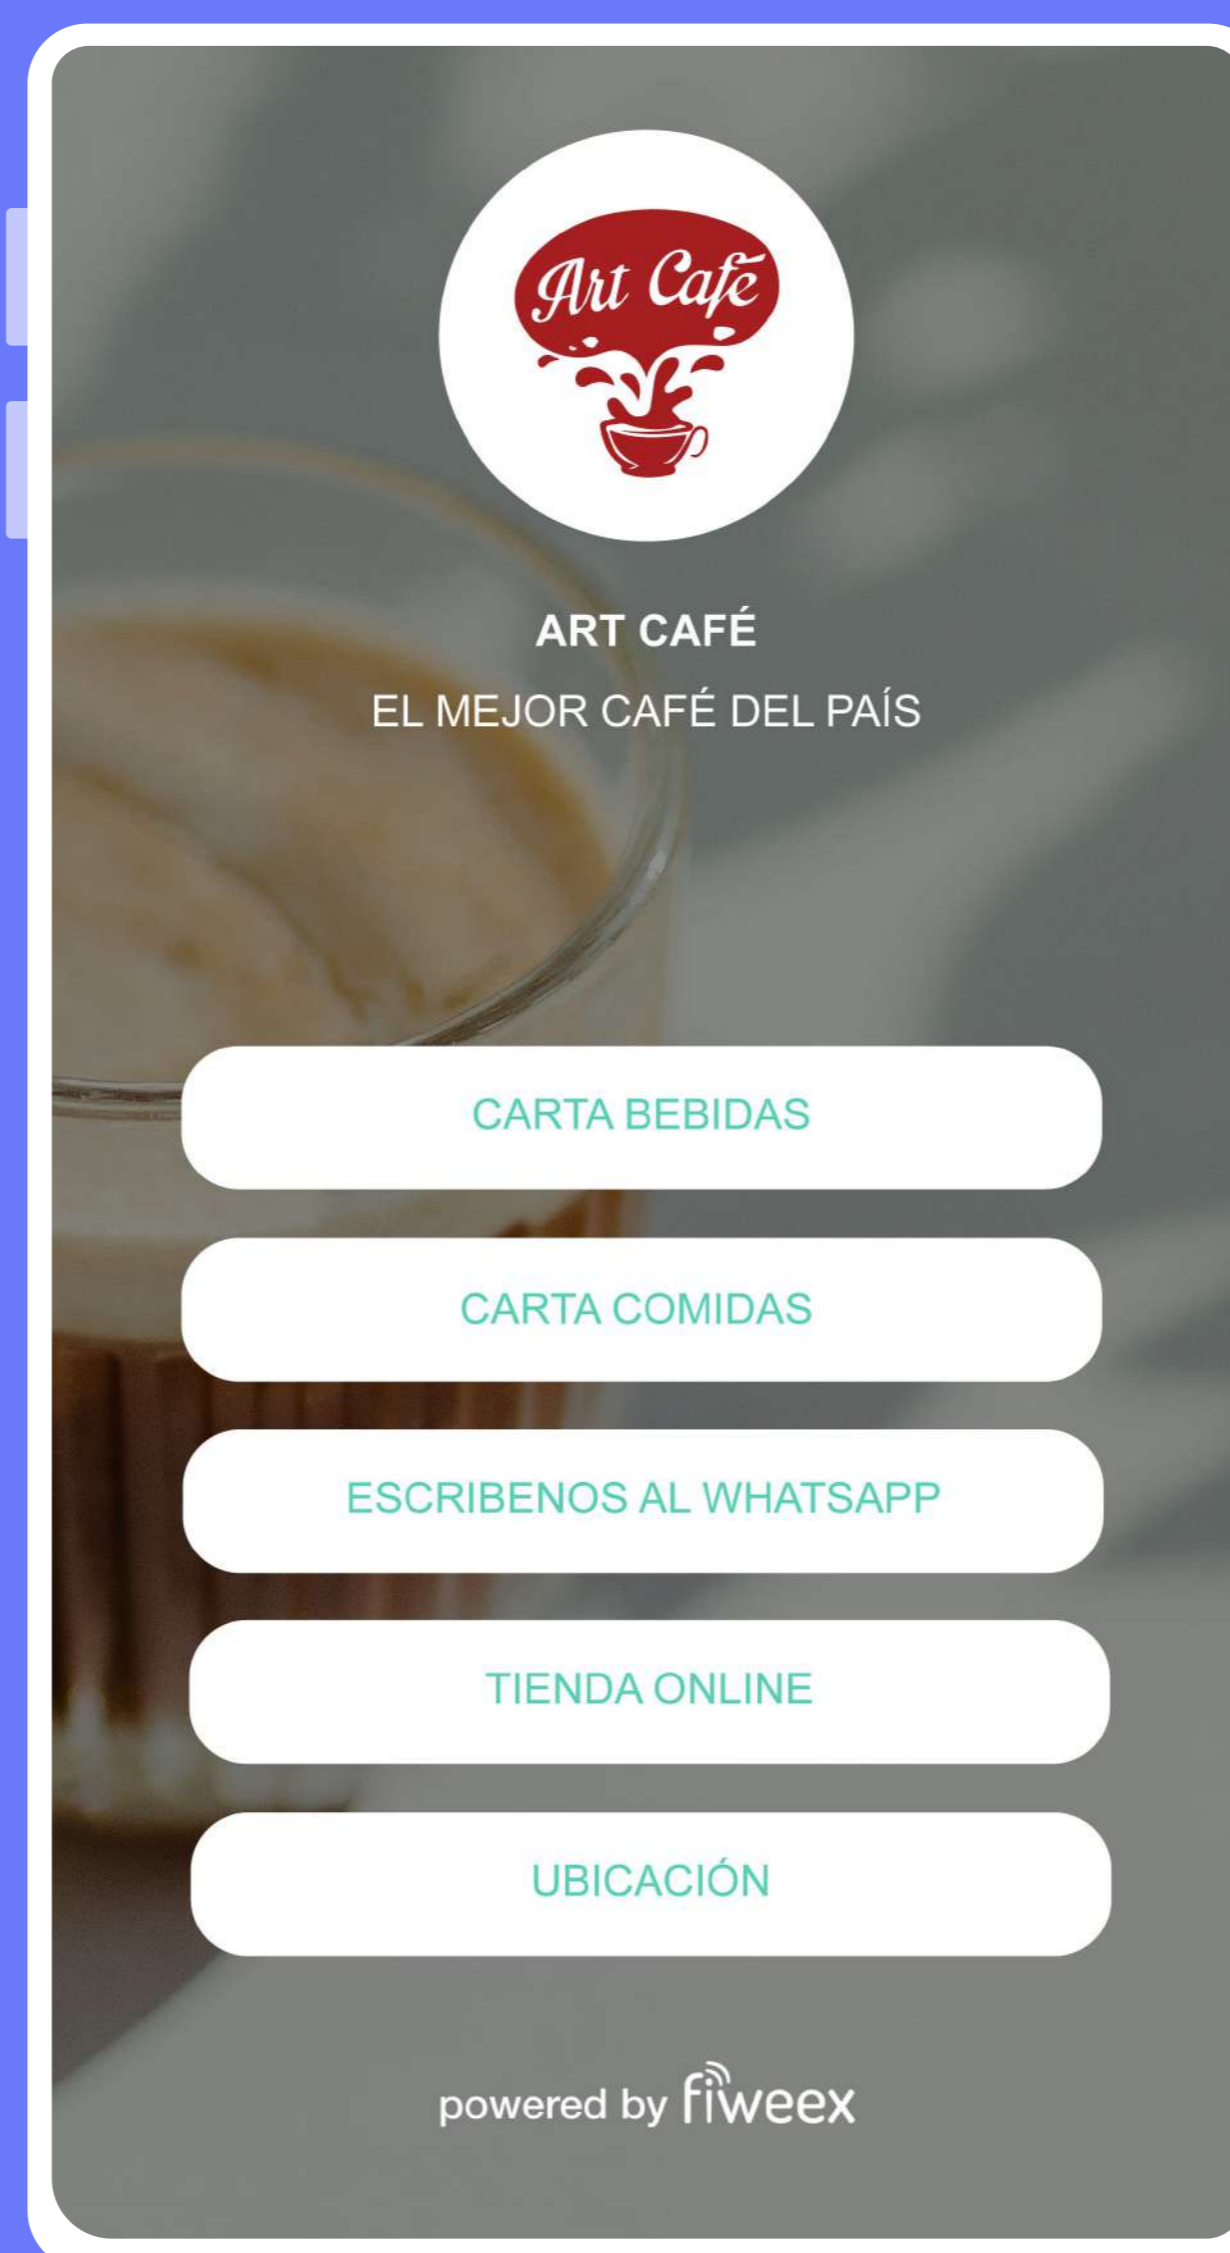 Art Café
ART CAFÉ
EL MEJOR CAFÉ DEL PAÍS
CARTA BEBIDAS
CARTA COMIDAS
ESCRIBENOS AL WHATSAPP
TIENDA ONLINE
UBICACIÓN
powered by fiweex